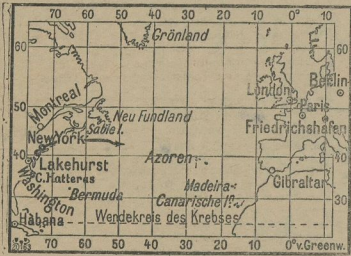 70 60 50 40 30 20 10 0° 10
60
60
Grönland
Berlin
London
Paris
50
50
Montreal
Neu Fundland
Sable I.
Friedrichshafen
New York
40
40
Azoren
Lakehurst
C. Hatteras
Gibraltar
Washington
Bermuda
Madeira
30
30
Canarische In.
Habana
Wendekreis des Krebses
70 60 50 40 30 20 10 0° v. Greenw.